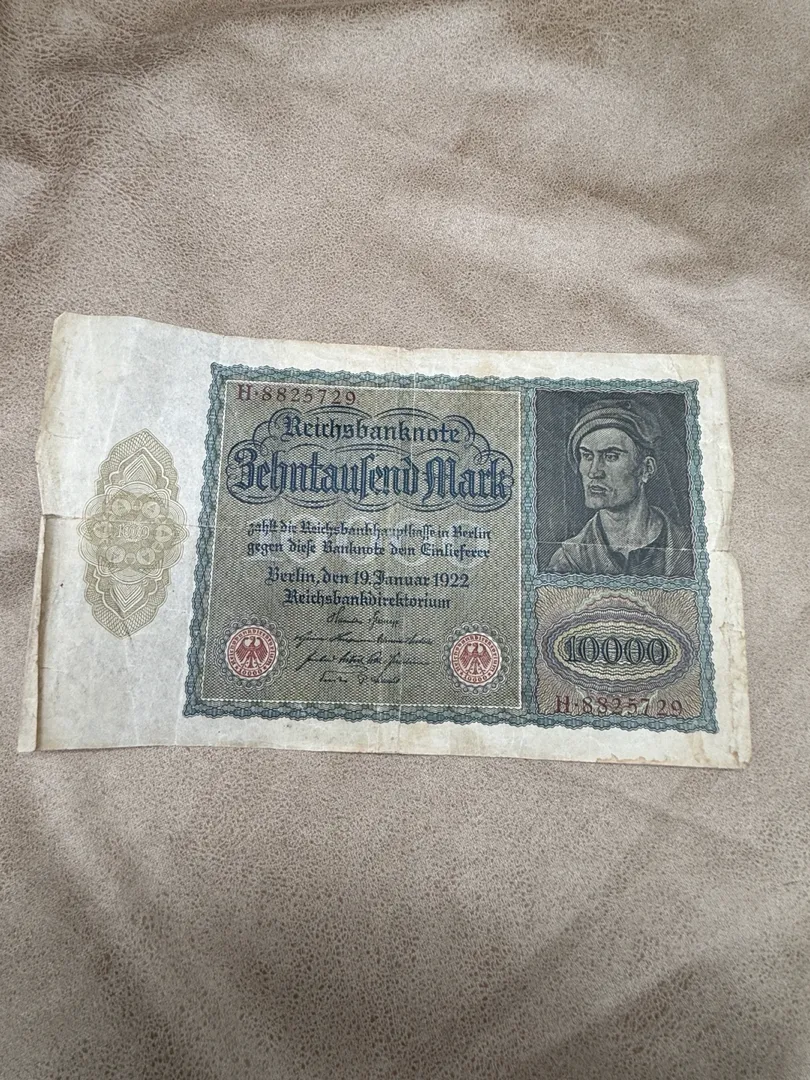 H·8825729
Reichsbanknote
Zehntausend Mark
zahlt die Reichsbankhauptkasse in Berlin
gegen diese Banknote dem Einlieferer
Berlin, den 19. Januar 1922
Reichsbankdirektorium
10000
H·8825729